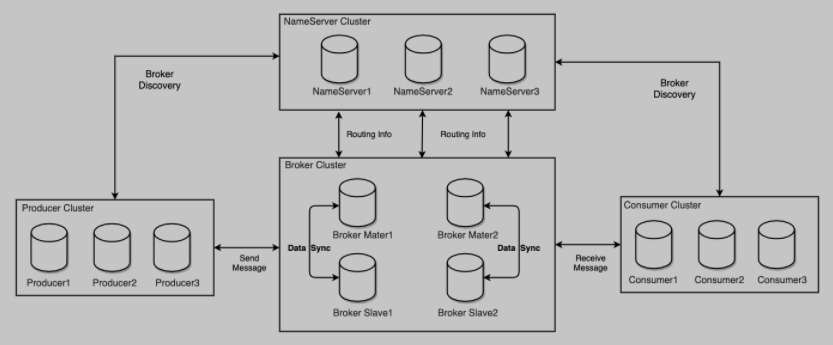 NameServer Cluster
NameServer1 NameServer2 NameServer3
Broker
Discovery
Broker
Discovery
Routing Info Routing Info
Broker Cluster
Producer Cluster
Consumer Cluster
Broker Mater1 Broker Mater2
Data Sync Data Sync
Send
Message
Receive
Message
Producer1 Producer2 Producer3
Consumer1 Consumer2 Consumer3
Broker Slave1 Broker Slave2